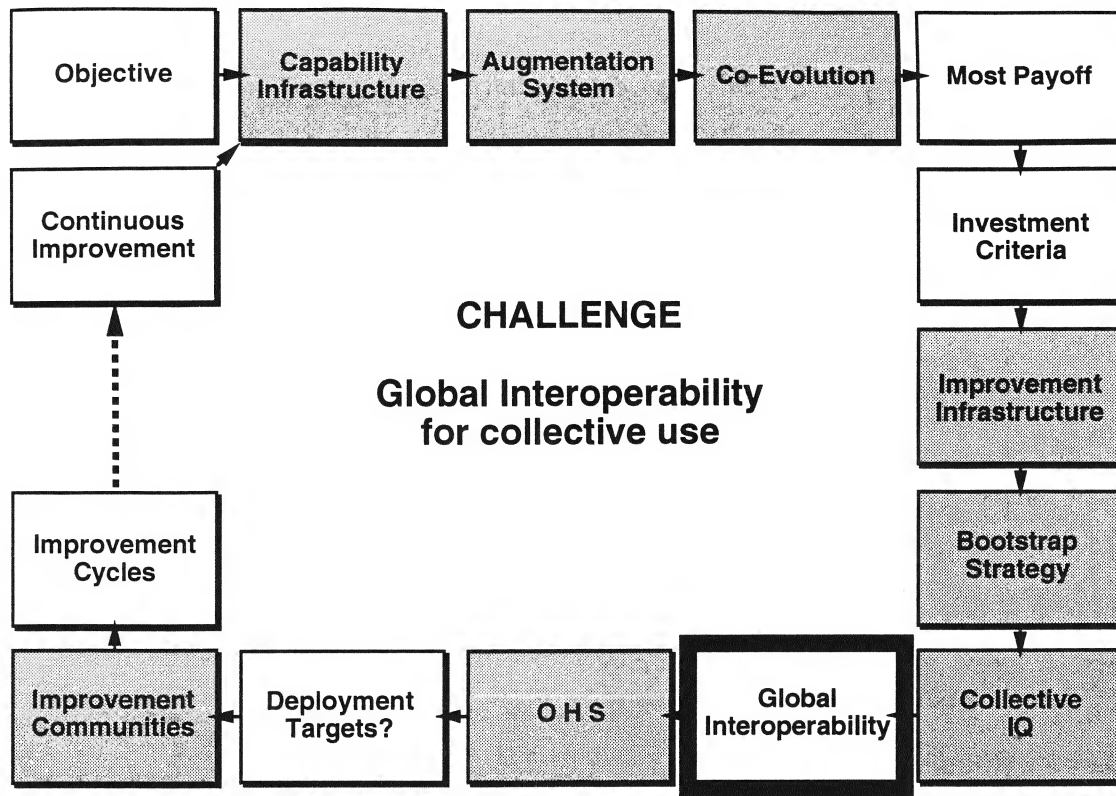 Objective
Capability
Infrastructure
Augmentation
System
Co-Evolution
Most Payoff
Continuous
Improvement
Investment
Criteria
CHALLENGE
Global Interoperability
for collective use
Improvement
Infrastructure
Improvement
Cycles
Bootstrap
Strategy
Improvement
Communities
Deployment
Targets?
O H S
Global
Interoperability
Collective
IQ